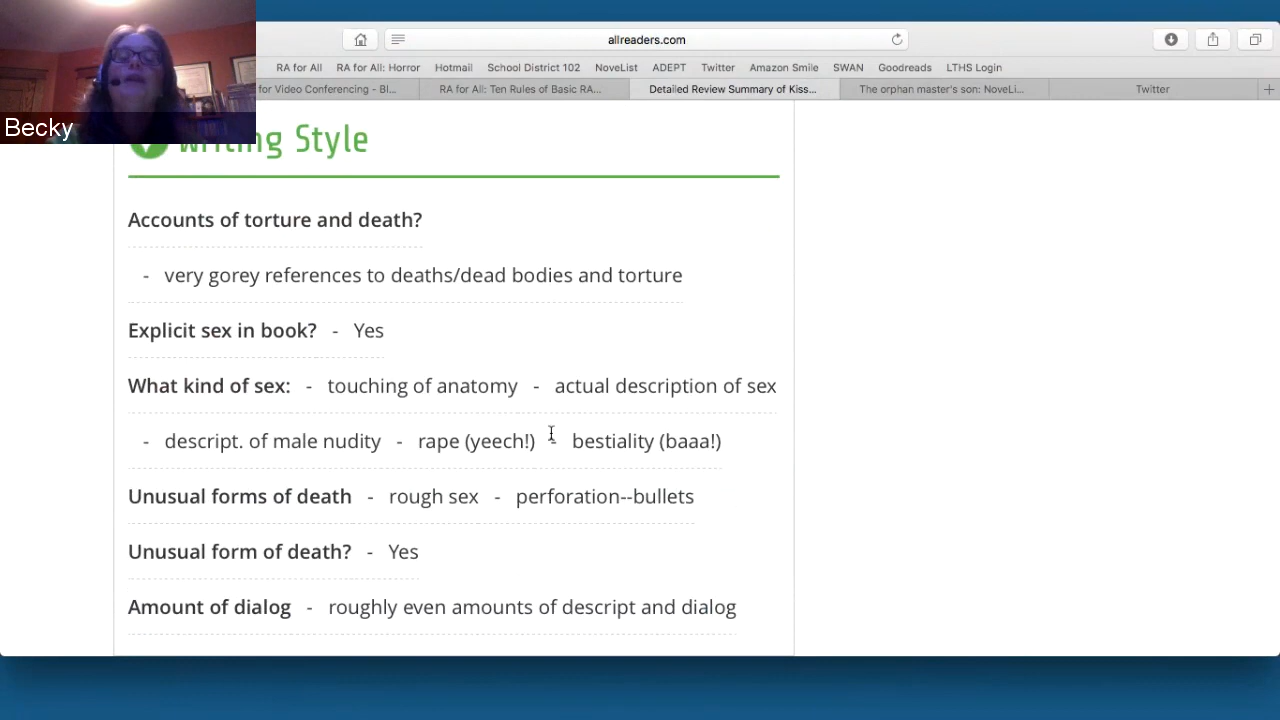 Becky
allreaders.com
RA for All RA for All: Horror Hotmail School District 102 NoveList ADEPT Twitter Amazon Smile SWAN Goodreads LTHS Login
for Video Conferencing - Bl... RA for All: Ten Rules of Basic RA... Detailed Review Summary of Kiss... The orphan master's son: NoveLi... Twitter +
Writing Style
Accounts of torture and death?
- very gorey references to deaths/dead bodies and torture
Explicit sex in book? - Yes
What kind of sex: - touching of anatomy - actual description of sex
- descript. of male nudity - rape (yeech!) - bestiality (baaa!)
Unusual forms of death - rough sex - perforation--bullets
Unusual form of death? - Yes
Amount of dialog - roughly even amounts of descript and dialog